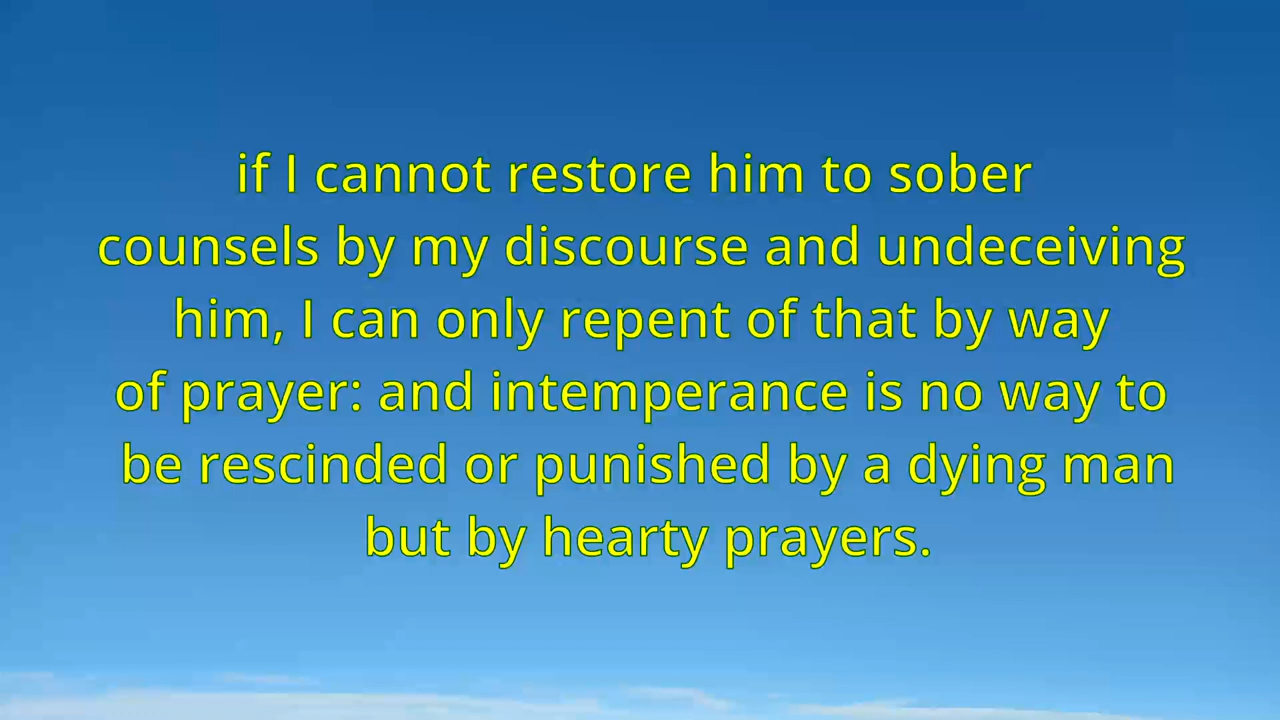 if I cannot restore him to sober
counsels by my discourse and undeceiving
him, I can only repent of that by way
of prayer: and intemperance is no way to
be rescinded or punished by a dying man
but by hearty prayers.